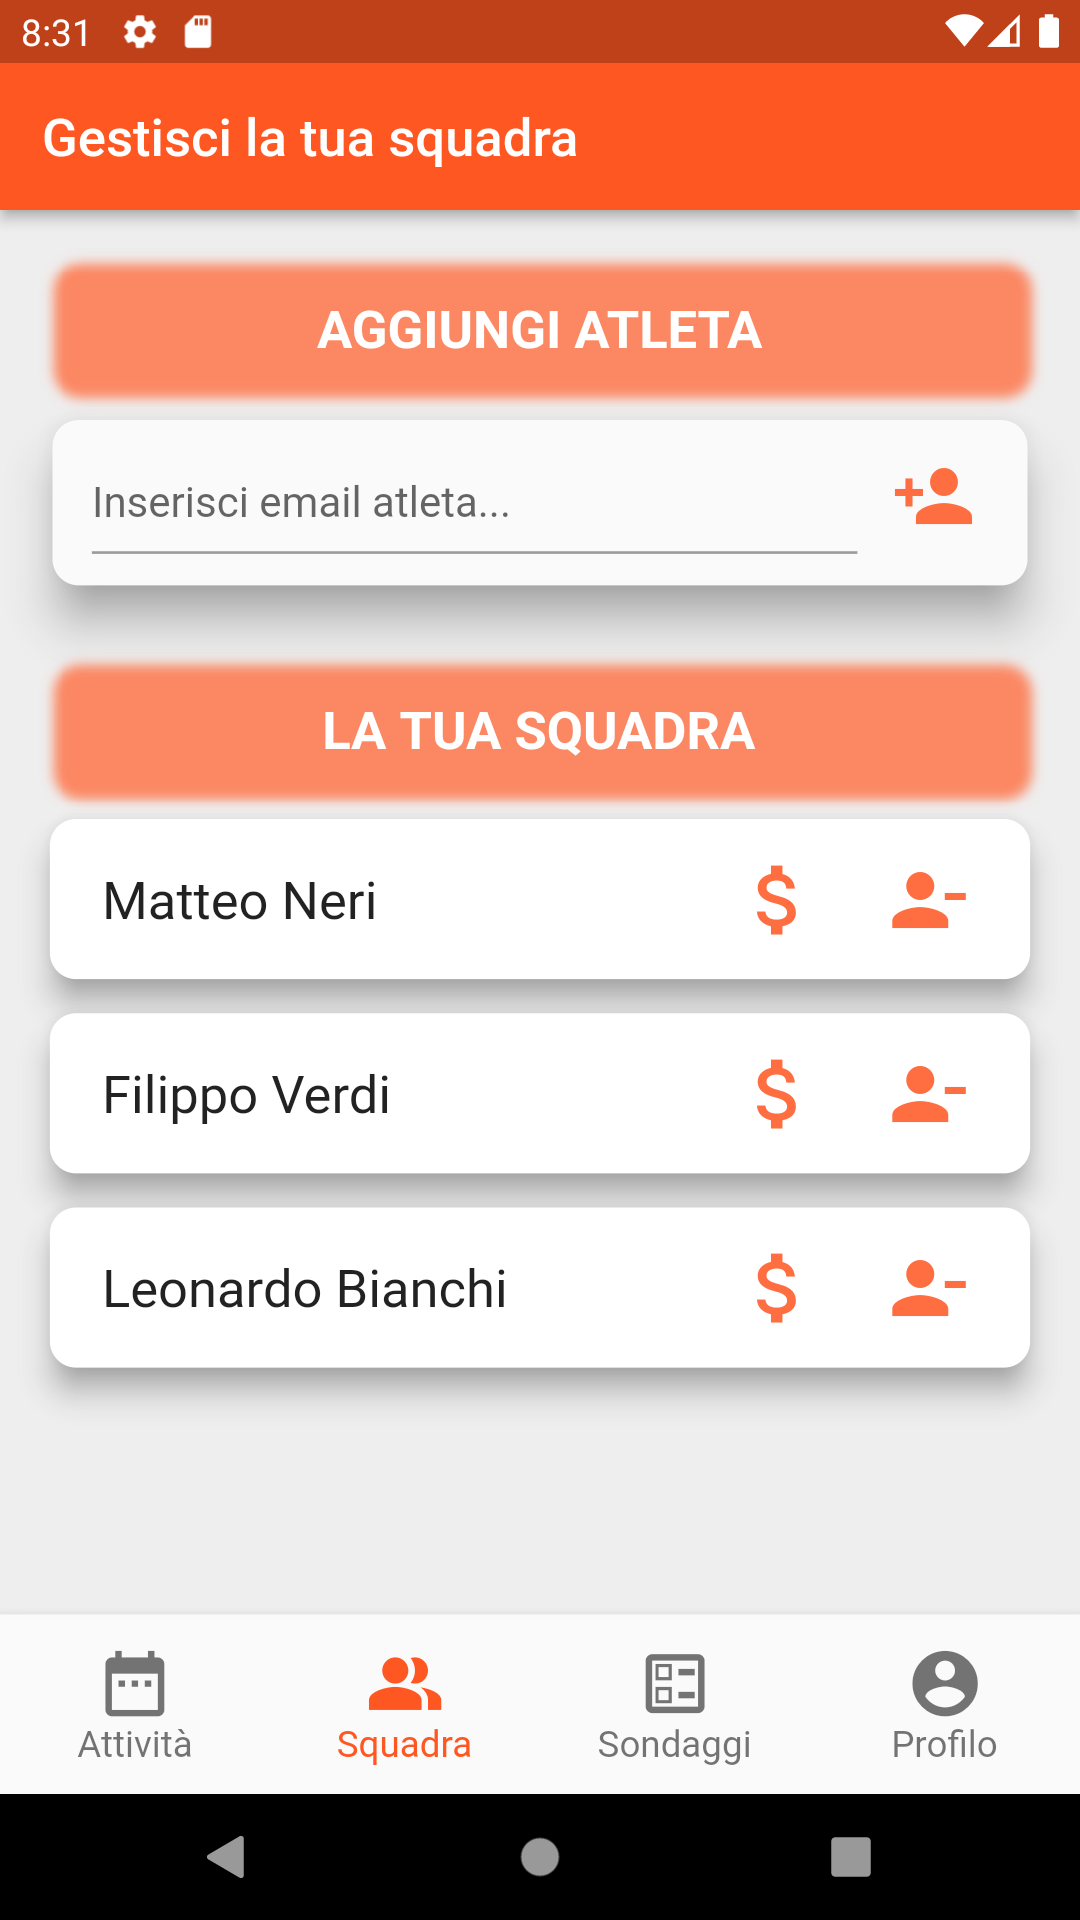 8:31
Gestisci la tua squadra
AGGIUNGI ATLETA
Inserisci email atleta...
LA TUA SQUADRA
Matteo Neri
Filippo Verdi
Leonardo Bianchi
Attività Squadra Sondaggi Profilo